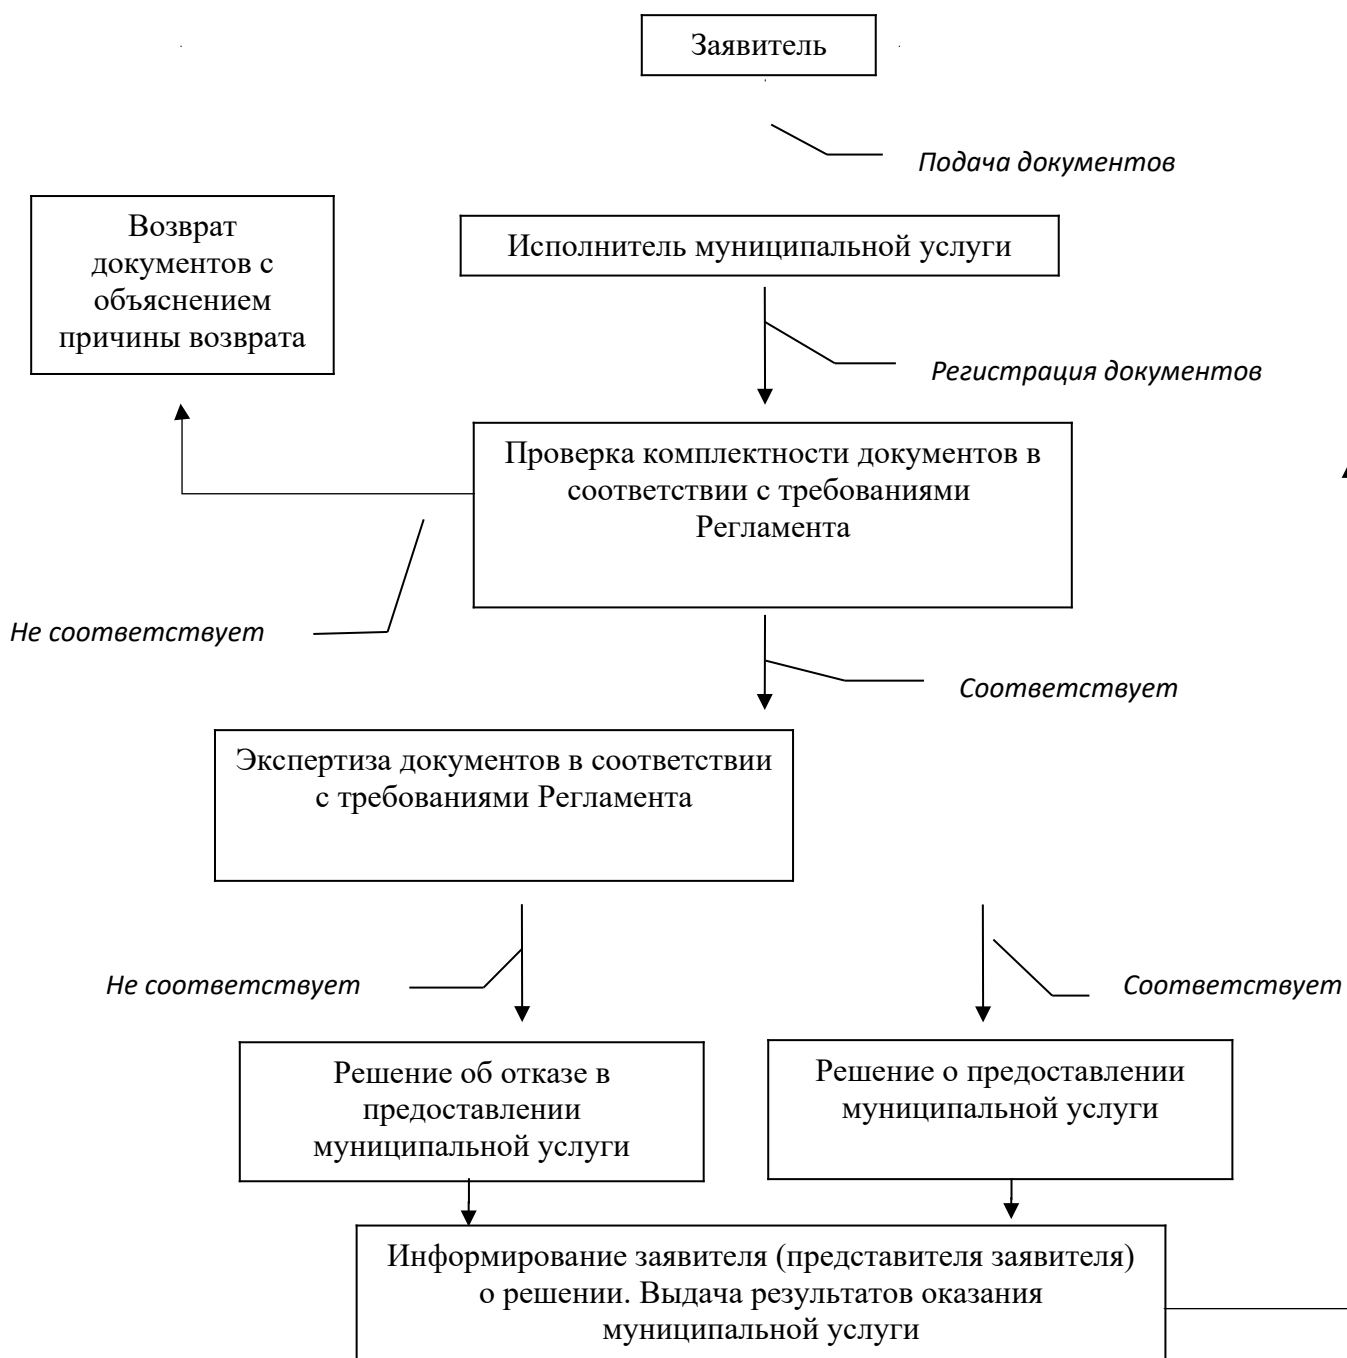 Заявитель
Подача документов
Возврат
документов с
объяснением
причины возврата
Исполнитель муниципальной услуги
Регистрация документов
Проверка комплектности документов в
соответствии с требованиями
Регламента
Не соответствует
Соответствует
Экспертиза документов в соответствии
с требованиями Регламента
Не соответствует
Соответствует
Решение об отказе в
предоставлении
муниципальной услуги
Решение о предоставлении
муниципальной услуги
Информирование заявителя (представителя заявителя)
о решении. Выдача результатов оказания
муниципальной услуги